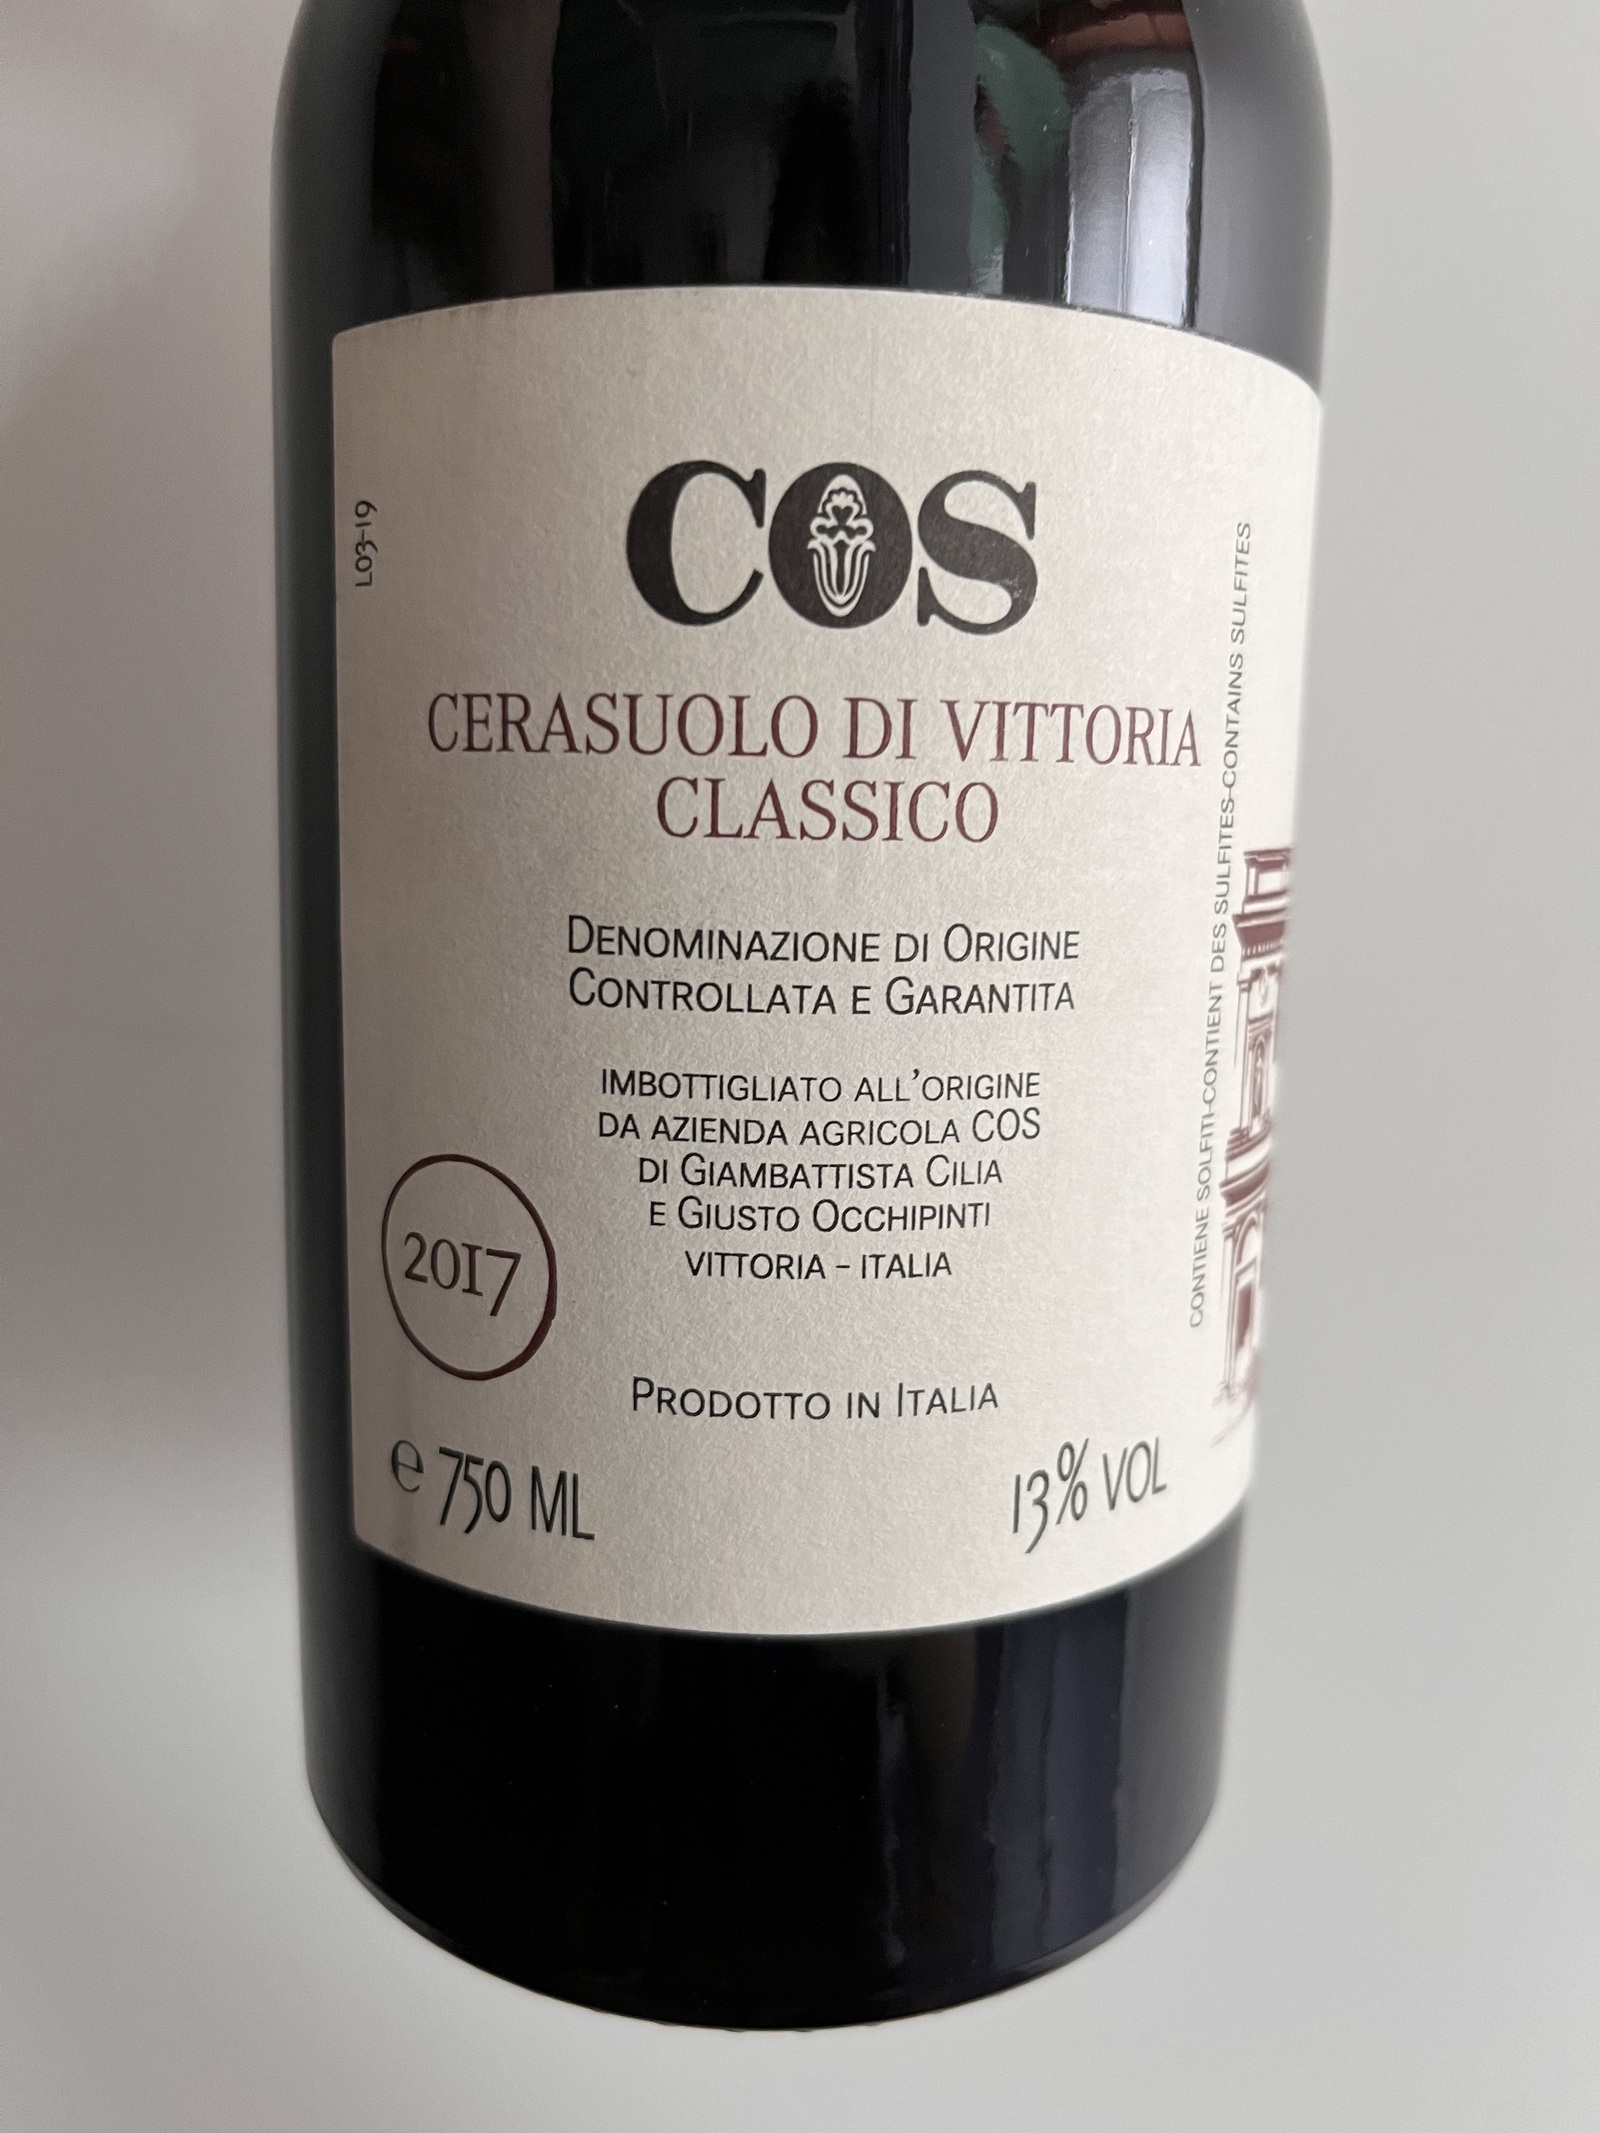 COS
L03-19
CERASUOLO DI VITTORIA
CLASSICO
DENOMINAZIONE DI ORIGINE
CONTROLLATA E GARANTITA
IMBOTTIGLIATO ALL'ORIGINE
DA AZIENDA AGRICOLA COS
DI GIAMBATTISTA CILIA
E GIUSTO OCCHIPINTI
VITTORIA - ITALIA
2017
PRODOTTO IN ITALIA
e 750 ML
13% VOL
CONTIENE SOLFITI-CONTIENT DES SULFITES-CONTAINS SULFITES